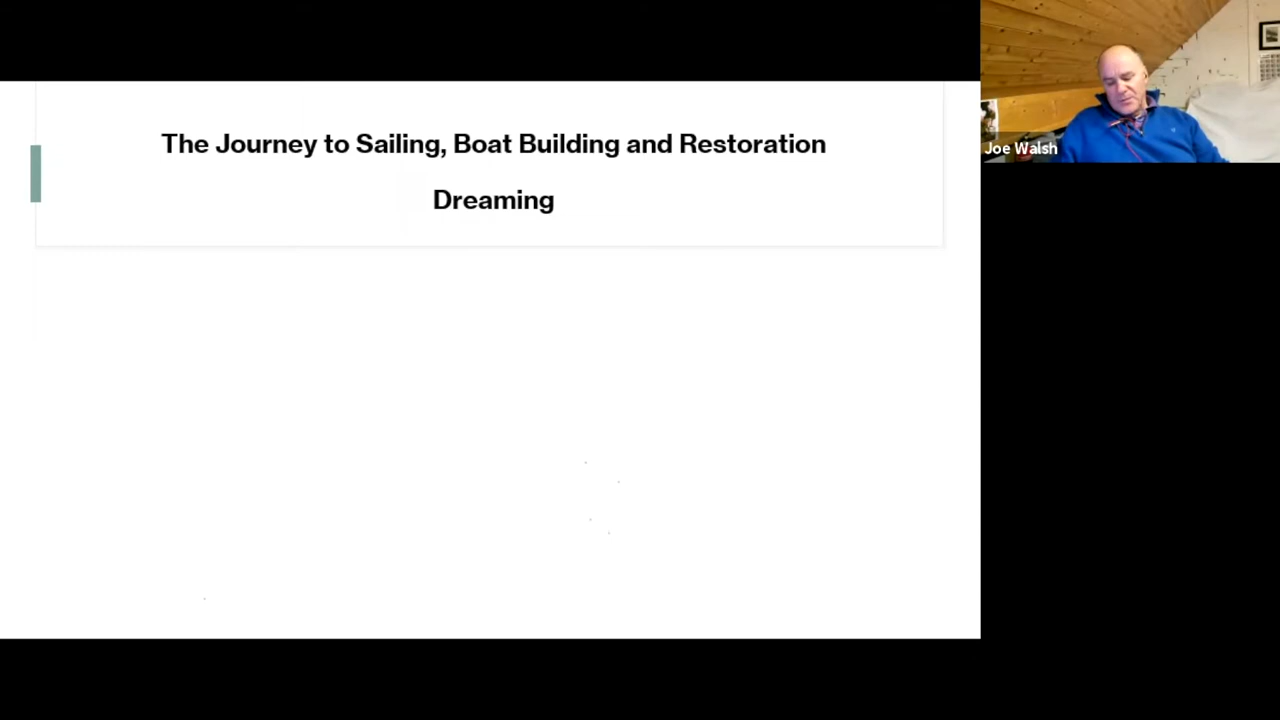 The Journey to Sailing, Boat Building and Restoration
Dreaming
Joe Walsh